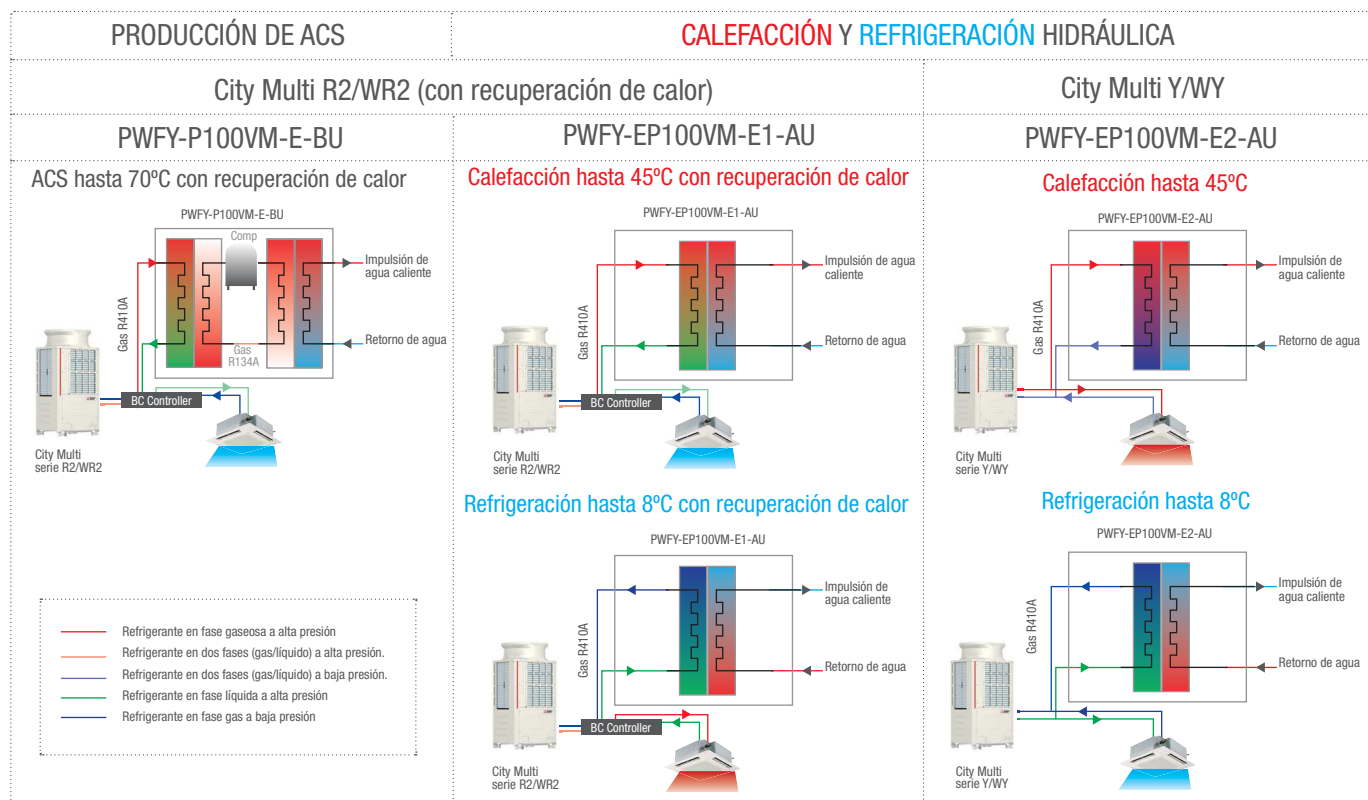 PRODUCCIÓN DE ACS
CALEFACCIÓN Y REFRIGERACIÓN HIDRÁULICA
City Multi R2/WR2 (con recuperación de calor)
City Multi Y/WY
PWFY-P100VM-E-BU
PWFY-EP100VM-E1-AU
PWFY-EP100VM-E2-AU
ACS hasta 70ºC con recuperación de calor
PWFY-P100VM-E-BU
Comp
Impulsión de
agua caliente
Gas R410A
Gas
R134A
Retorno de agua
BC Controller
City Multi
serie R2/WR2
Calefacción hasta 45ºC con recuperación de calor
PWFY-EP100VM-E1-AU
Impulsión de agua
caliente
Gas R410A
Retorno de agua
BC Controller
City Multi
serie R2/WR2
Calefacción hasta 45ºC
PWFY-EP100VM-E2-AU
Impulsión de
agua caliente
Gas R410A
Retorno de agua
City Multi
serie Y/WY
Refrigeración hasta 8ºC con recuperación de calor
PWFY-EP100VM-E1-AU
Impulsión de
agua caliente
Gas R410A
Retorno de agua
BC Controller
City Multi
serie R2/WR2
Refrigeración hasta 8ºC
PWFY-EP100VM-E2-AU
Impulsión de
agua caliente
Gas R410A
Retorno de agua
City Multi
serie Y/WY
Refrigerante en fase gaseosa a alta presión
Refrigerante en dos fases (gas/líquido) a alta presión.
Refrigerante en dos fases (gas/líquido) a baja presión.
Refrigerante en fase líquida a alta presión
Refrigerante en fase gas a baja presión